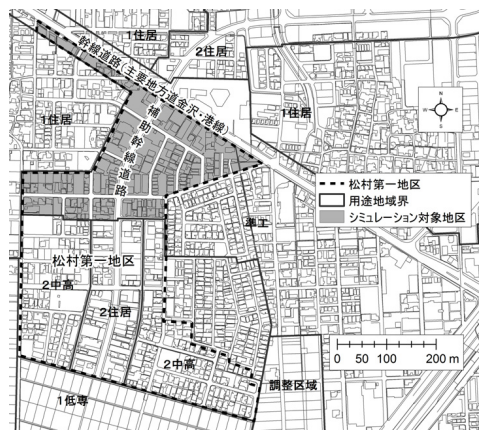 1住居
2住居
幹線道路(主要地方道金沢・港線)
1住居
1住居
補助幹線道路
N
W
E
S
松村第一地区
用途地域界
シミュレーション対象地区
準工
松村第一地区
2中高
2住居
2中高
調整区域
1低専
0 50 100 200 m